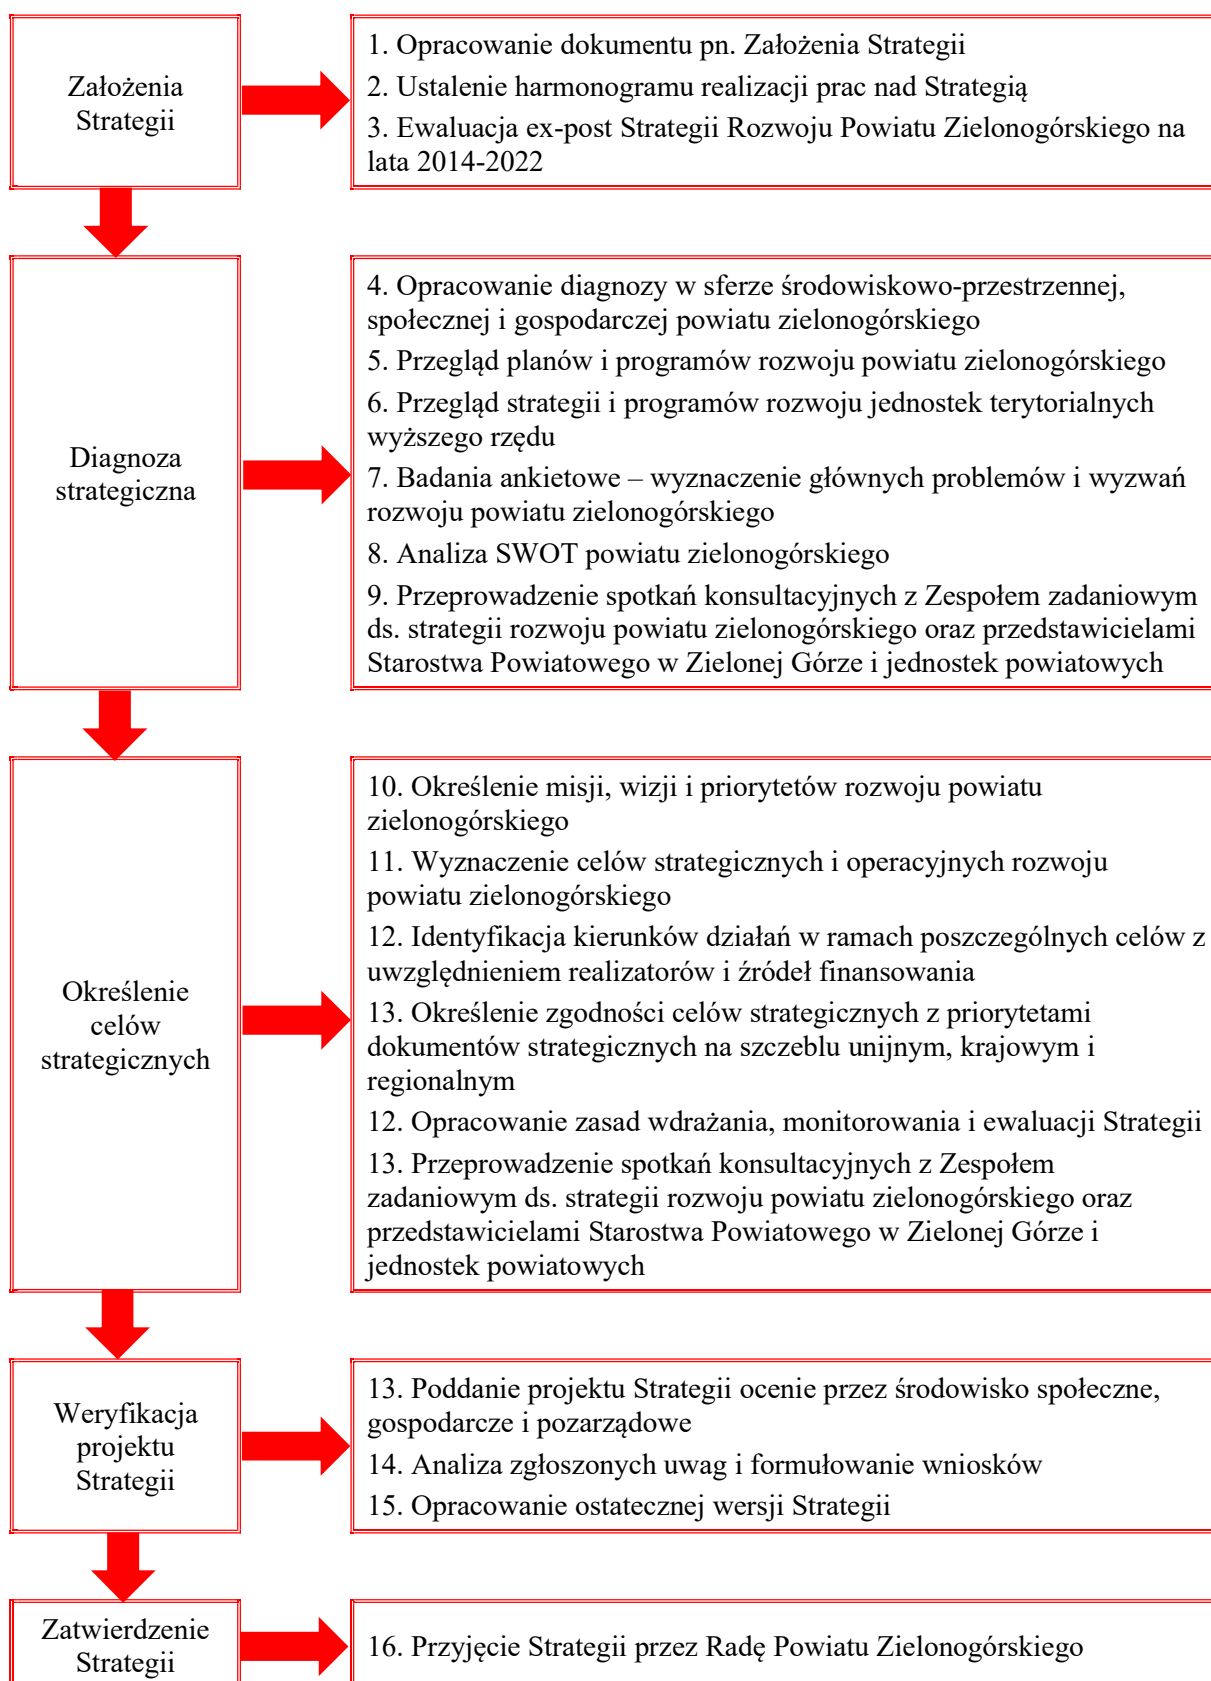 Założenia
Strategii
1. Opracowanie dokumentu pn. Założenia Strategii
2. Ustalenie harmonogramu realizacji prac nad Strategią
3. Ewaluacja ex-post Strategii Rozwoju Powiatu Zielonogórskiego na
lata 2014-2022
Diagnoza
strategiczna
4. Opracowanie diagnozy w sferze środowiskowo-przestrzennej,
społecznej i gospodarczej powiatu zielonogórskiego
5. Przegląd planów i programów rozwoju powiatu zielonogórskiego
6. Przegląd strategii i programów rozwoju jednostek terytorialnych
wyższego rzędu
7. Badania ankietowe – wyznaczenie głównych problemów i wyzwań
rozwoju powiatu zielonogórskiego
8. Analiza SWOT powiatu zielonogórskiego
9. Przeprowadzenie spotkań konsultacyjnych z Zespołem zadaniowym
ds. strategii rozwoju powiatu zielonogórskiego oraz przedstawicielami
Starostwa Powiatowego w Zielonej Górze i jednostek powiatowych
Określenie
celów
strategicznych
10. Określenie misji, wizji i priorytetów rozwoju powiatu
zielonogórskiego
11. Wyznaczenie celów strategicznych i operacyjnych rozwoju
powiatu zielonogórskiego
12. Identyfikacja kierunków działań w ramach poszczególnych celów z
uwzględnieniem realizatorów i źródeł finansowania
13. Określenie zgodności celów strategicznych z priorytetami
dokumentów strategicznych na szczeblu unijnym, krajowym i
regionalnym
12. Opracowanie zasad wdrażania, monitorowania i ewaluacji Strategii
13. Przeprowadzenie spotkań konsultacyjnych z Zespołem
zadaniowym ds. strategii rozwoju powiatu zielonogórskiego oraz
przedstawicielami Starostwa Powiatowego w Zielonej Górze i
jednostek powiatowych
Weryfikacja
projektu
Strategii
13. Poddanie projektu Strategii ocenie przez środowisko społeczne,
gospodarcze i pozarządowe
14. Analiza zgłoszonych uwag i formułowanie wniosków
15. Opracowanie ostatecznej wersji Strategii
Zatwierdzenie
Strategii
16. Przyjęcie Strategii przez Radę Powiatu Zielonogórskiego